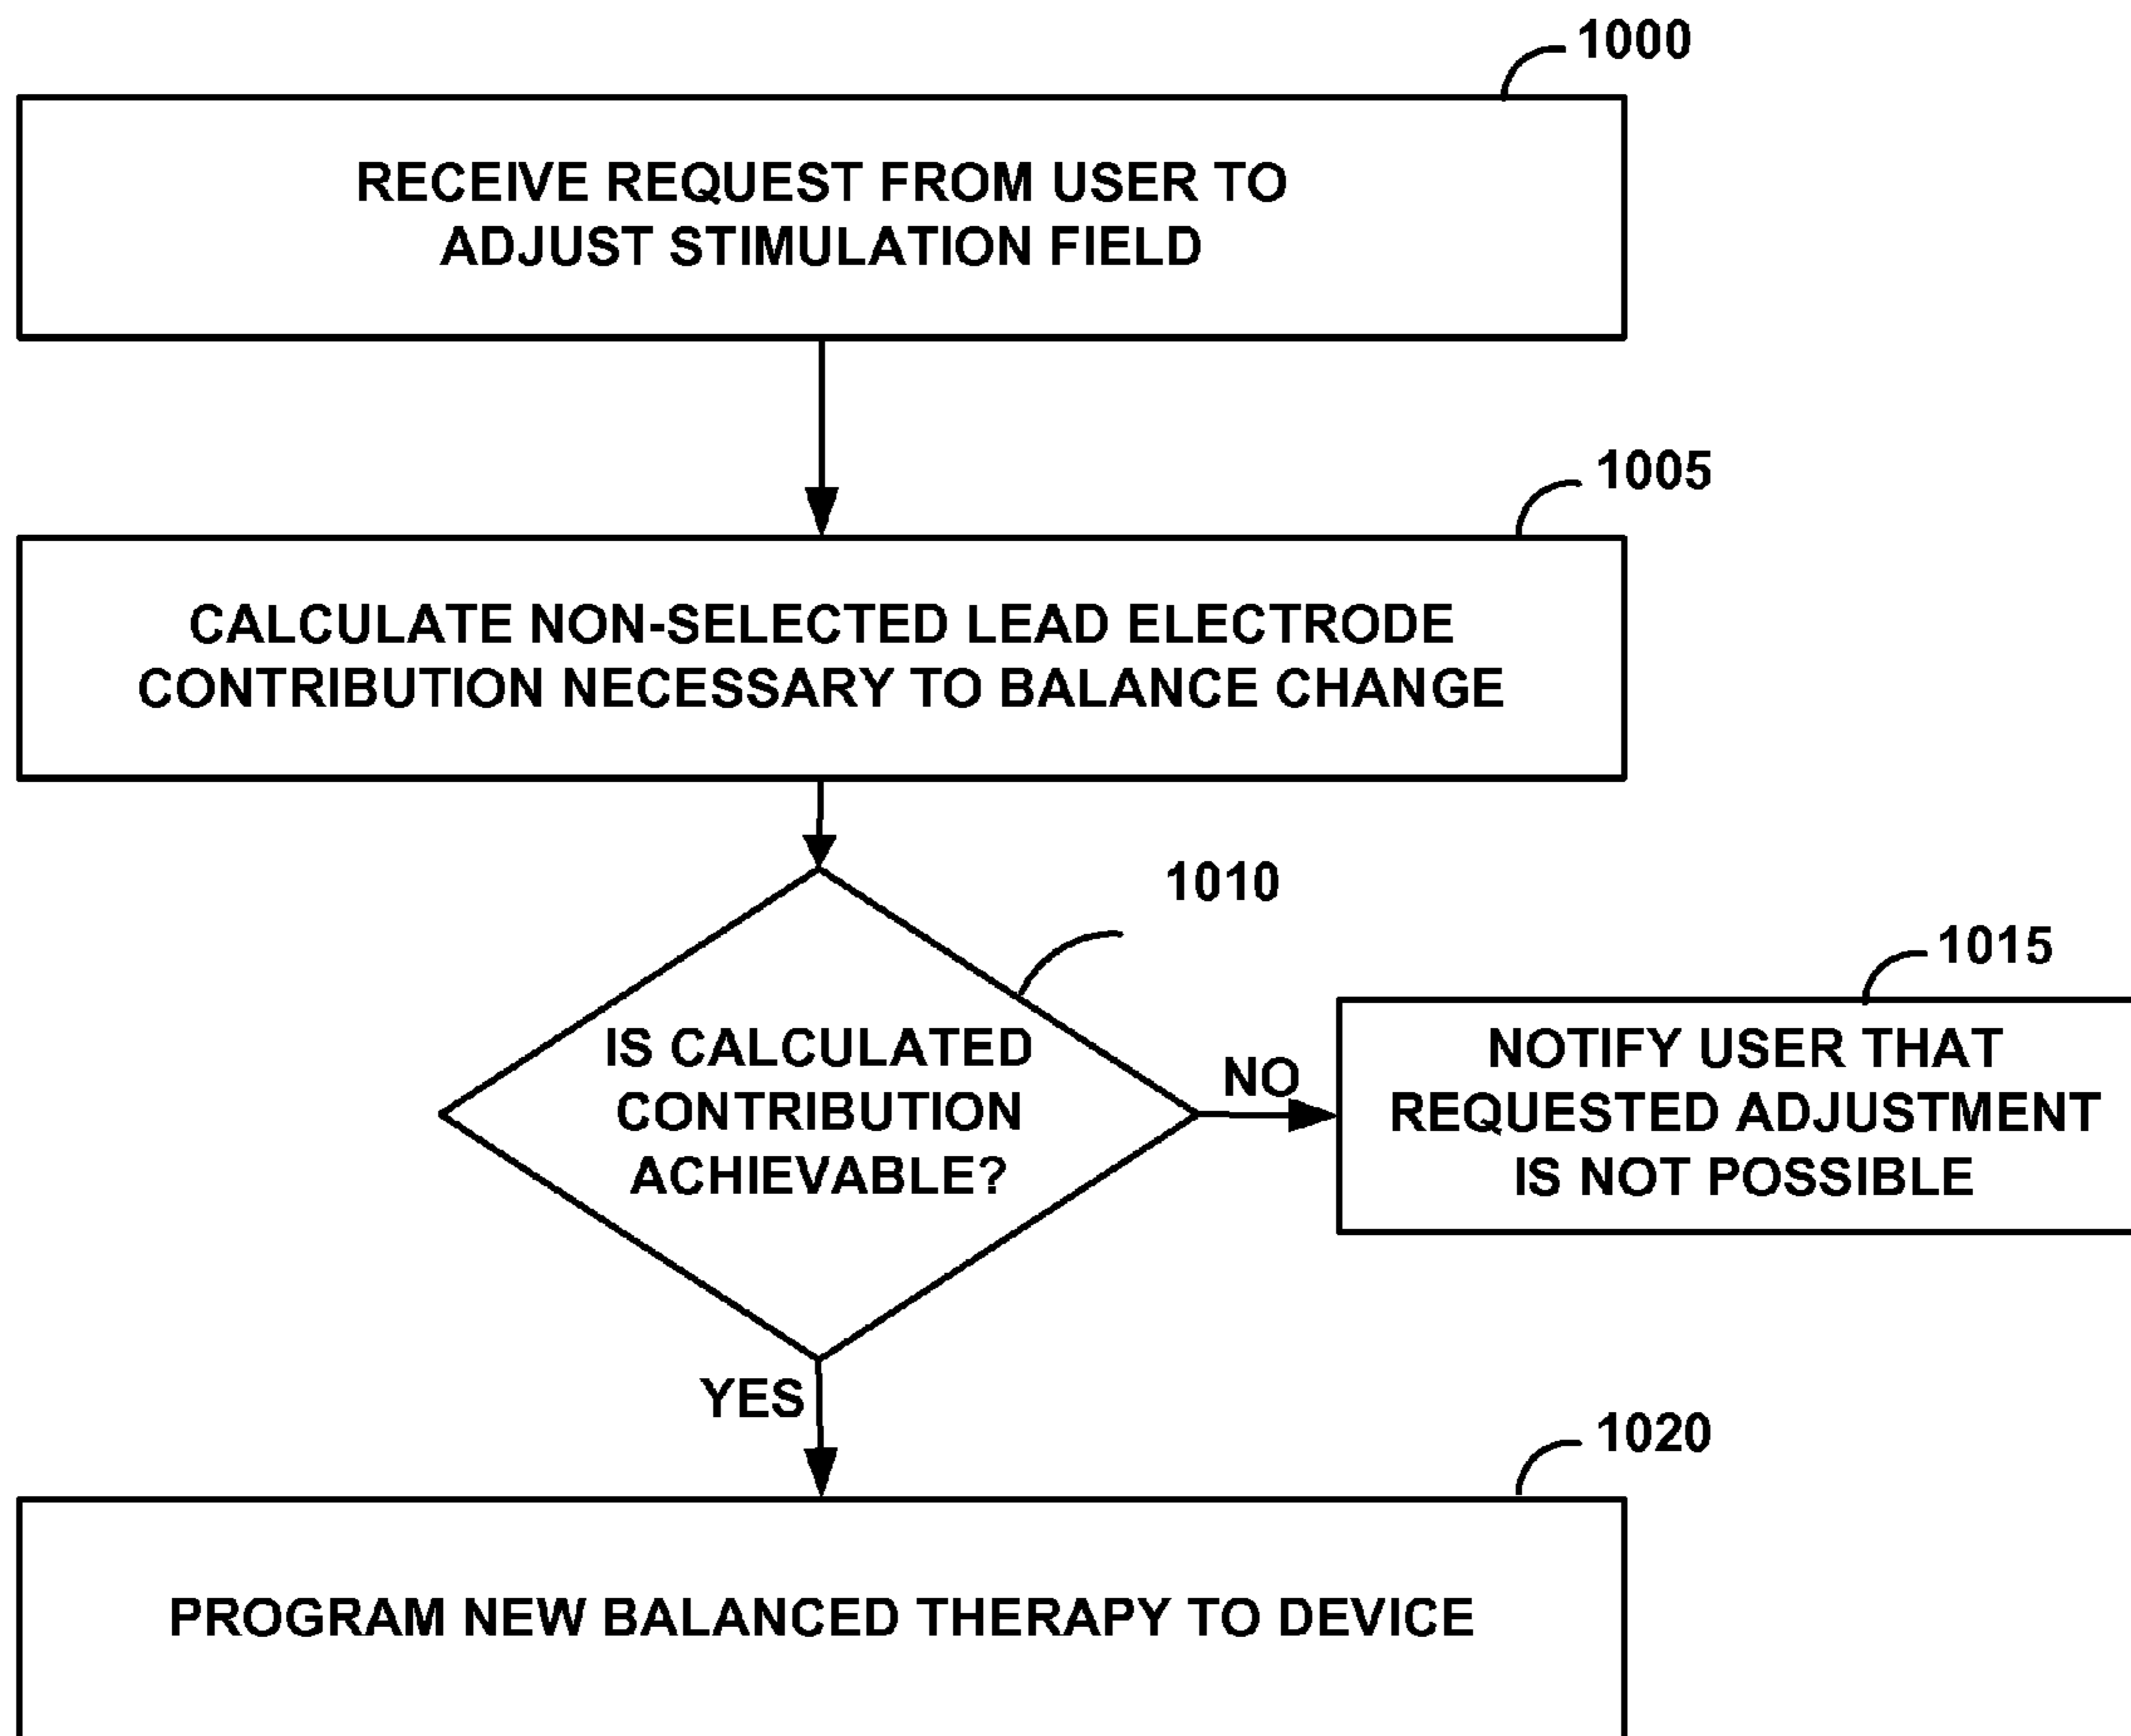 1000
RECEIVE REQUEST FROM USER TO
ADJUST STIMULATION FIELD
1005
CALCULATE NON-SELECTED LEAD ELECTRODE
CONTRIBUTION NECESSARY TO BALANCE CHANGE
1010
IS CALCULATED
CONTRIBUTION
ACHIEVABLE?
NO
1015
NOTIFY USER THAT
REQUESTED ADJUSTMENT
IS NOT POSSIBLE
YES
1020
PROGRAM NEW BALANCED THERAPY TO DEVICE